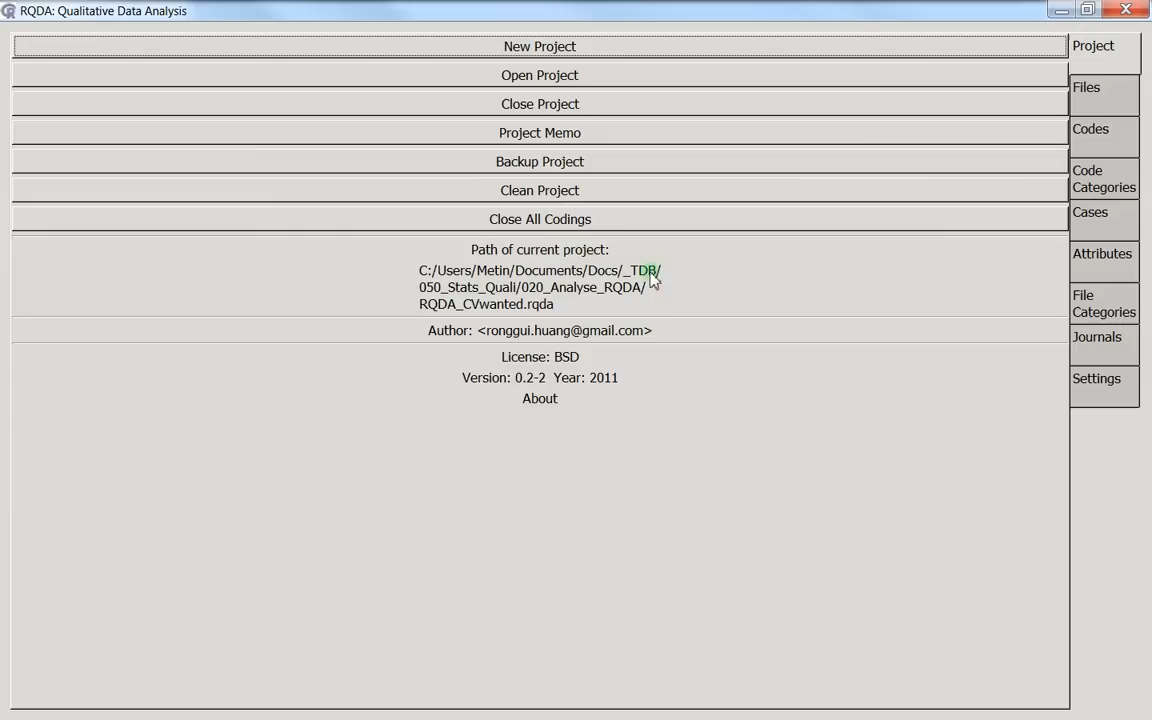 RQDA: Qualitative Data Analysis
New Project
Open Project
Close Project
Project Memo
Backup Project
Clean Project
Close All Codings
Path of current project:
C:/Users/Metin/Documents/Docs/_TDB/
050_Stats_Quali/020_Analyse_RQDA/
RQDA_CVwanted.rqda
Author: <ronggui.huang@gmail.com>
License: BSD
Version: 0.2-2 Year: 2011
About
Project
Files
Codes
Code
Categories
Cases
Attributes
File
Categories
Journals
Settings